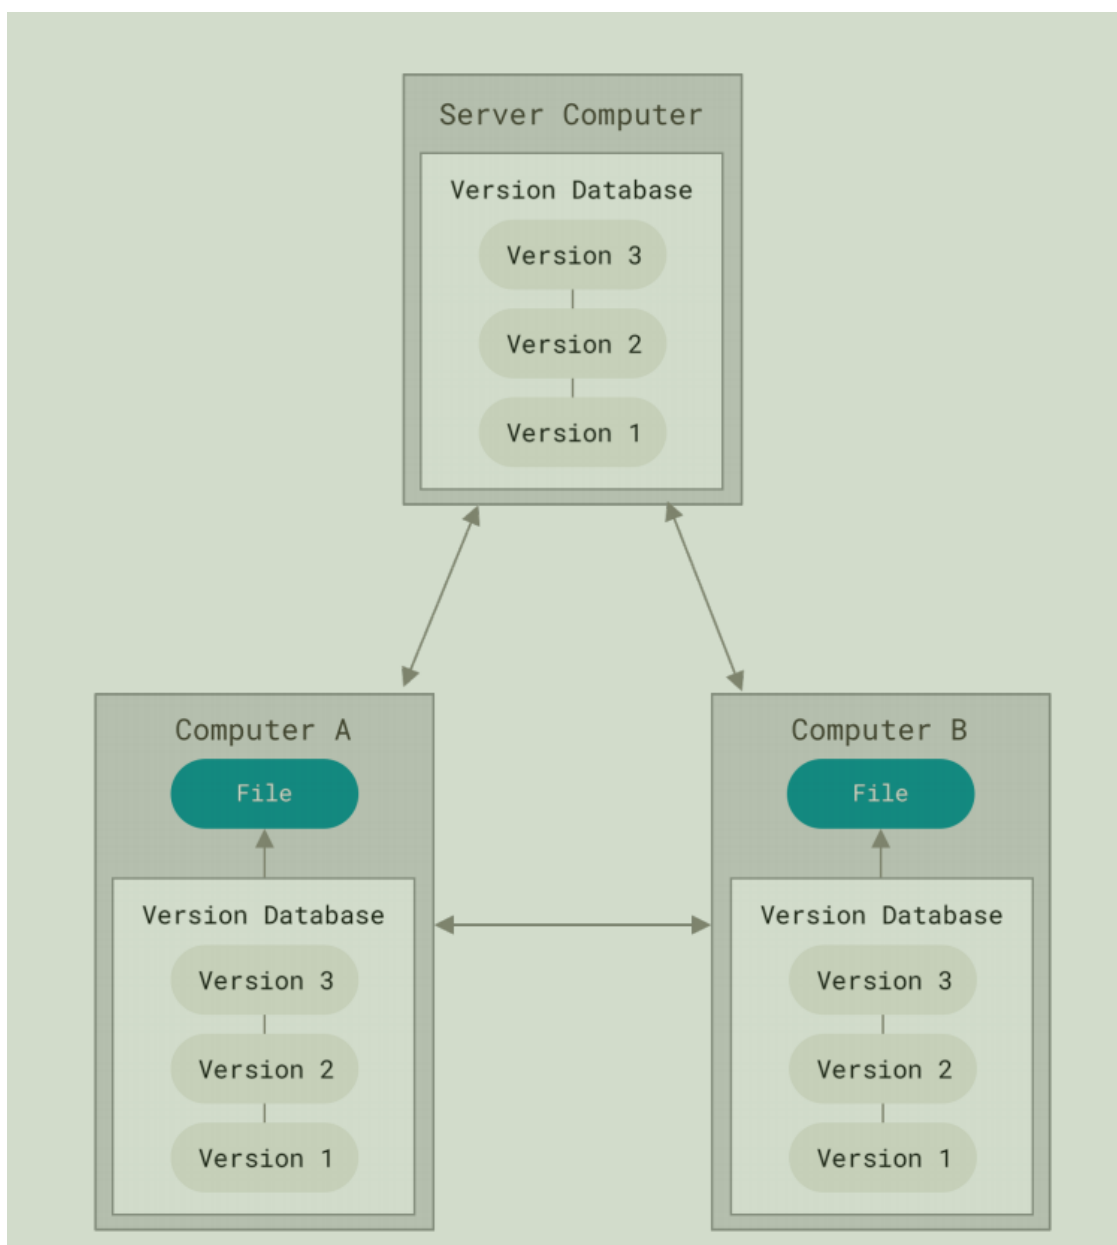 Server Computer
Version Database
Version 3
Version 2
Version 1
Computer A
File
Version Database
Version 3
Version 2
Version 1
Computer B
File
Version Database
Version 3
Version 2
Version 1